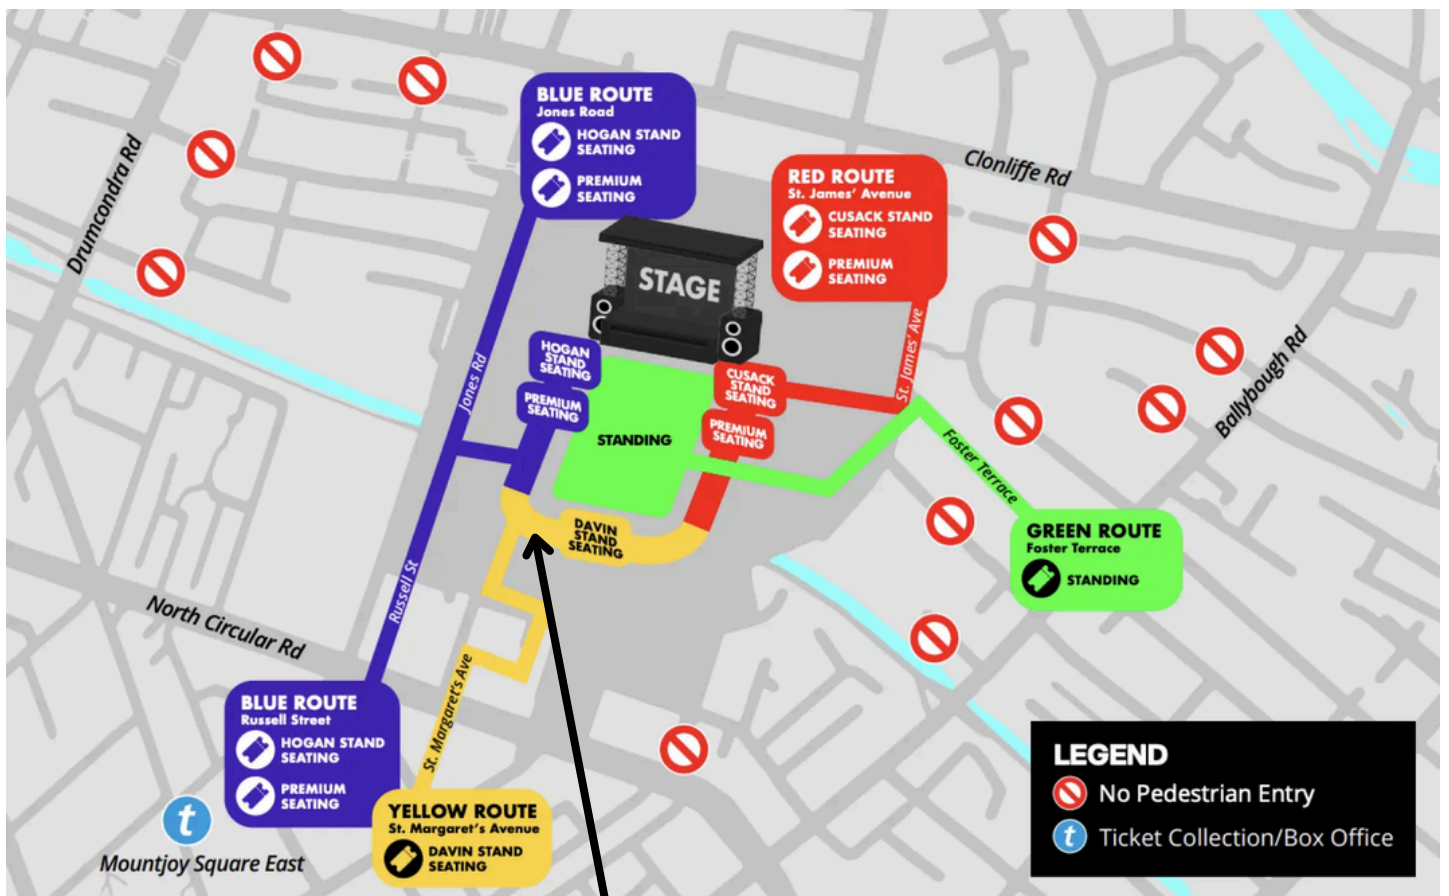 BLUE ROUTE
Jones Road
HOGAN STAND
SEATING
PREMIUM
SEATING
RED ROUTE
St. James' Avenue
CUSACK STAND
SEATING
PREMIUM
SEATING
Clonliffe Rd
Drumcondra Rd
STAGE
St. James' Ave
Jones Rd
HOGAN
STAND
SEATING
PREMIUM
SEATING
CUSACK
STAND
SEATING
PREMIUM
SEATING
STANDING
Ballybough Rd
Foster Terrace
DAVIN
STAND
SEATING
GREEN ROUTE
Foster Terrace
STANDING
Russell St
North Circular Rd
St. Margaret's Ave
BLUE ROUTE
Russell Street
HOGAN STAND
SEATING
PREMIUM
SEATING
YELLOW ROUTE
St. Margaret's Avenue
DAVIN STAND
SEATING
t
Mountjoy Square East
LEGEND
No Pedestrian Entry
t
Ticket Collection/Box Office